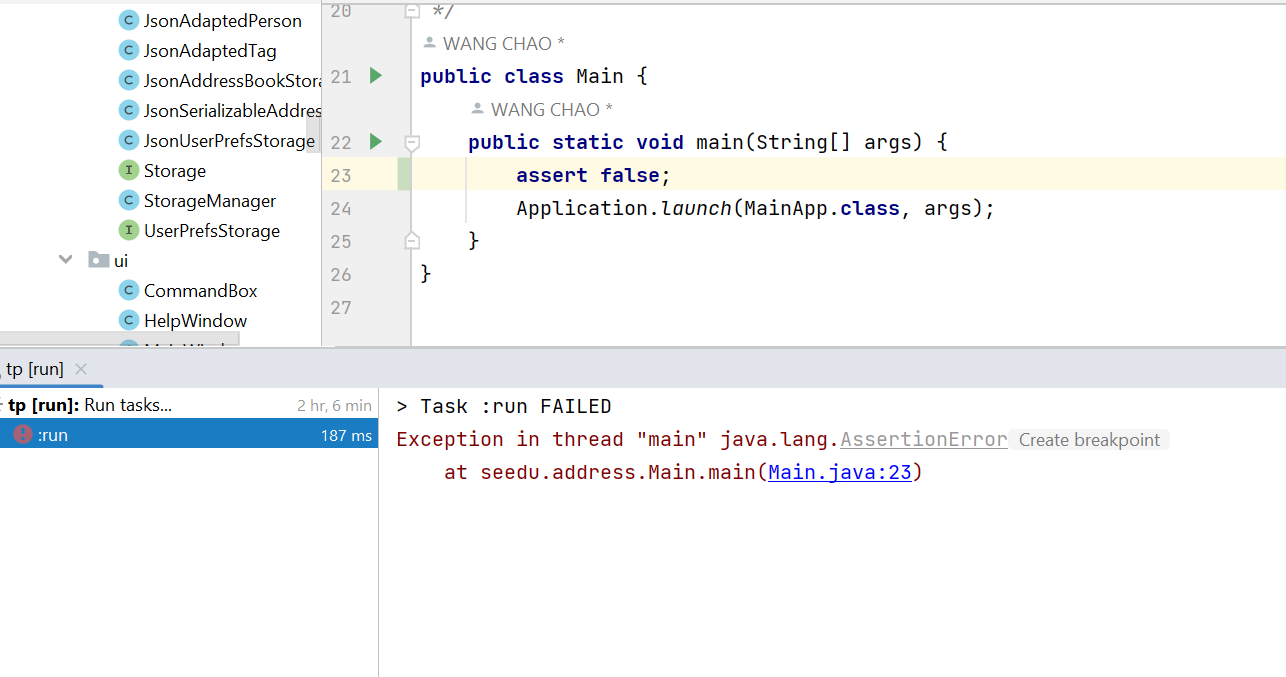 JsonAdaptedPerson
JsonAdaptedTag
JsonAddressBookStora
JsonSerializableAddres
JsonUserPrefsStorage
Storage
StorageManager
UserPrefsStorage
ui
CommandBox
HelpWindow
20 */
WANG CHAO *
21 public class Main {
WANG CHAO *
22 public static void main(String[] args) {
23 assert false;
24 Application.launch(MainApp.class, args);
25 }
26 }
27
tp [run] ×
tp [run]: Run tasks... 2 hr, 6 min
:run 187 ms
> Task :run FAILED
Exception in thread "main" java.lang.AssertionError Create breakpoint
at seedu.address.Main.main(Main.java:23)